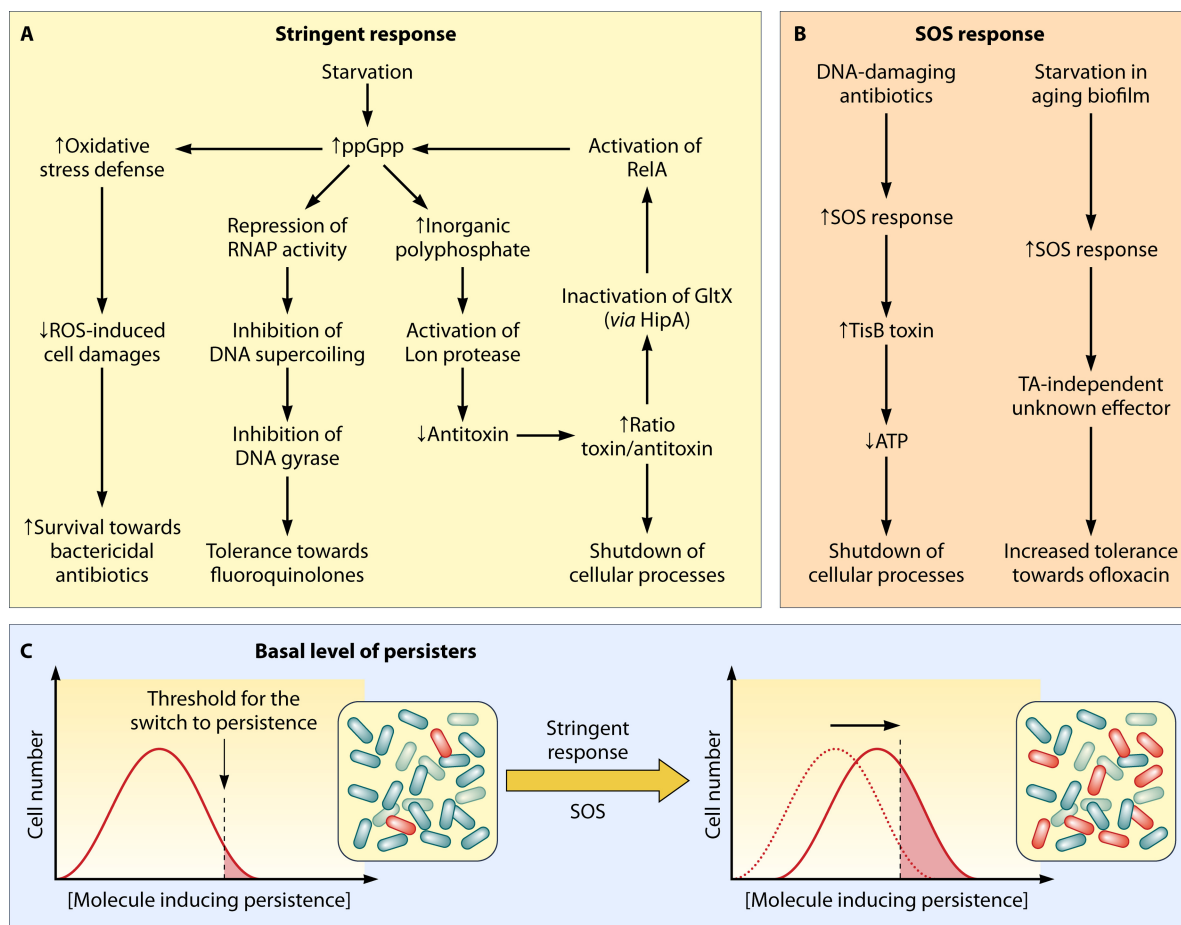 A
Stringent response
Starvation
↑Oxidative
stress defense
↑ppGpp
Activation of
RelA
Repression of
RNAP activity
↑Inorganic
polyphosphate
Inactivation of GltX
(via HipA)
↓ROS-induced
cell damages
Inhibition of
DNA supercoiling
Activation of
Lon protease
Inhibition of
DNA gyrase
↓Antitoxin
↑Ratio
toxin/antitoxin
↑Survival towards
bactericidal
antibiotics
Tolerance towards
fluoroquinolones
Shutdown of
cellular processes
B
SOS response
DNA-damaging
antibiotics
Starvation in
aging biofilm
↑SOS response
↑SOS response
↑TisB toxin
TA-independent
unknown effector
↓ATP
Shutdown of
cellular processes
Increased tolerance
towards ofloxacin
C
Basal level of persisters
Threshold for the
switch to persistence
Cell number
[Molecule inducing persistence]
Stringent
response
SOS
Cell number
[Molecule inducing persistence]